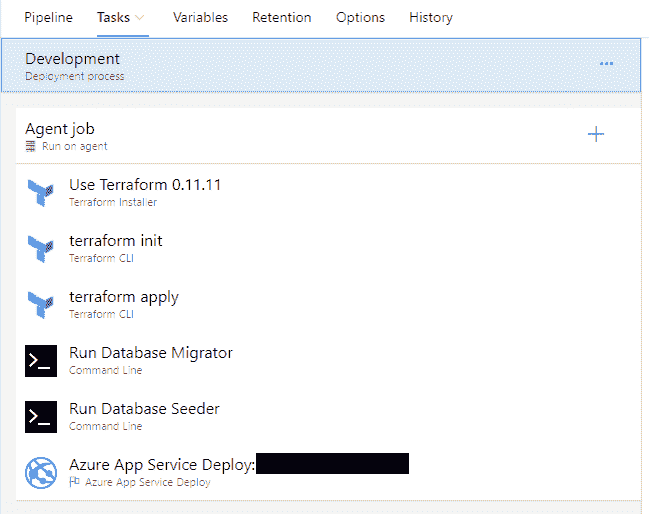 Pipeline Tasks Variables Retention Options History
Development
Deployment process
Agent job
Run on agent
Use Terraform 0.11.11
Terraform Installer
terraform init
Terraform CLI
terraform apply
Terraform CLI
Run Database Migrator
Command Line
Run Database Seeder
Command Line
Azure App Service Deploy:
Azure App Service Deploy